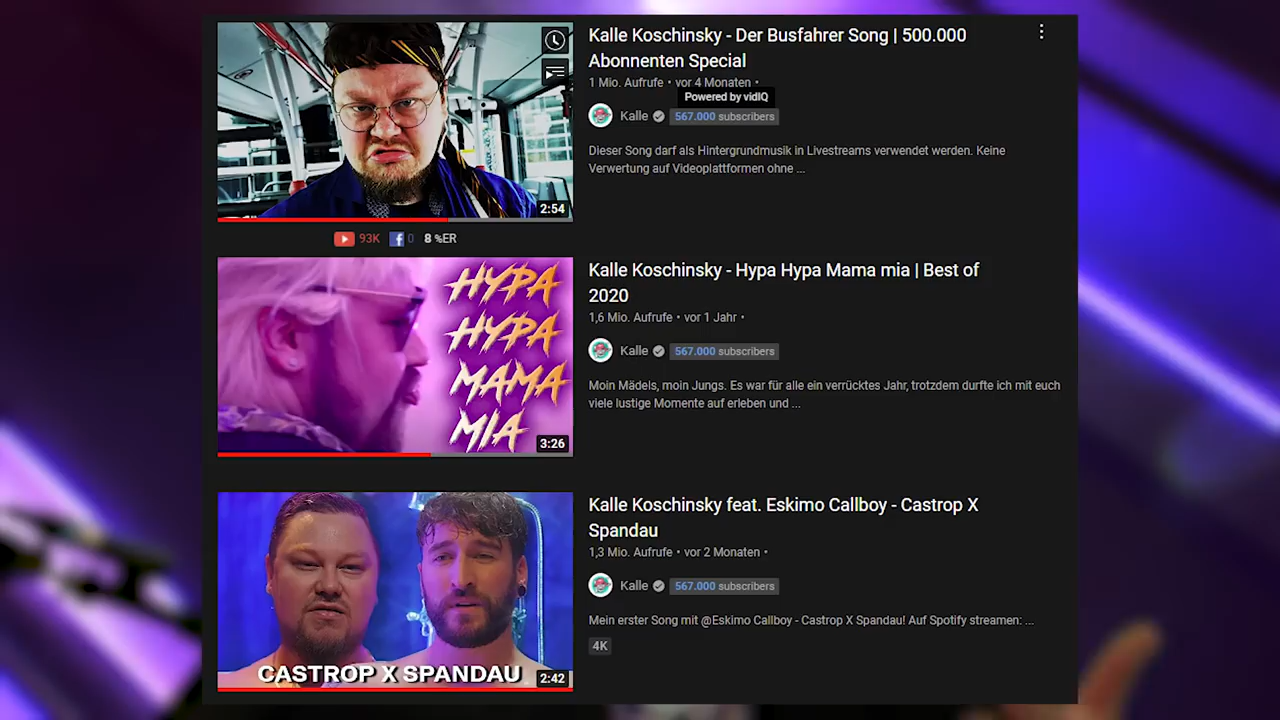 Kalle Koschinsky - Der Busfahrer Song | 500.000
Abonnenten Special
1 Mio. Aufrufe • vor 4 Monaten •
Powered by vidIQ
Kalle 567.000 subscribers
Dieser Song darf als Hintergrundmusik in Livestreams verwendet werden. Keine
Verwertung auf Videoplattformen ohne ...
2:54
93K 0 8 %ER
HYPA
HYPA
MAMA
MIA
3:26
Kalle Koschinsky - Hypa Hypa Mama mia | Best of
2020
1,6 Mio. Aufrufe • vor 1 Jahr •
Kalle 567.000 subscribers
Moin Mädels, moin Jungs. Es war für alle ein verrücktes Jahr, trotzdem durfte ich mit euch
viele lustige Momente auf erleben und ...
CASTROP X SPANDAU
2:42
Kalle Koschinsky feat. Eskimo Callboy - Castrop X
Spandau
1,3 Mio. Aufrufe • vor 2 Monaten •
Kalle 567.000 subscribers
Mein erster Song mit @Eskimo Callboy - Castrop X Spandau! Auf Spotify streamen: ...
4K